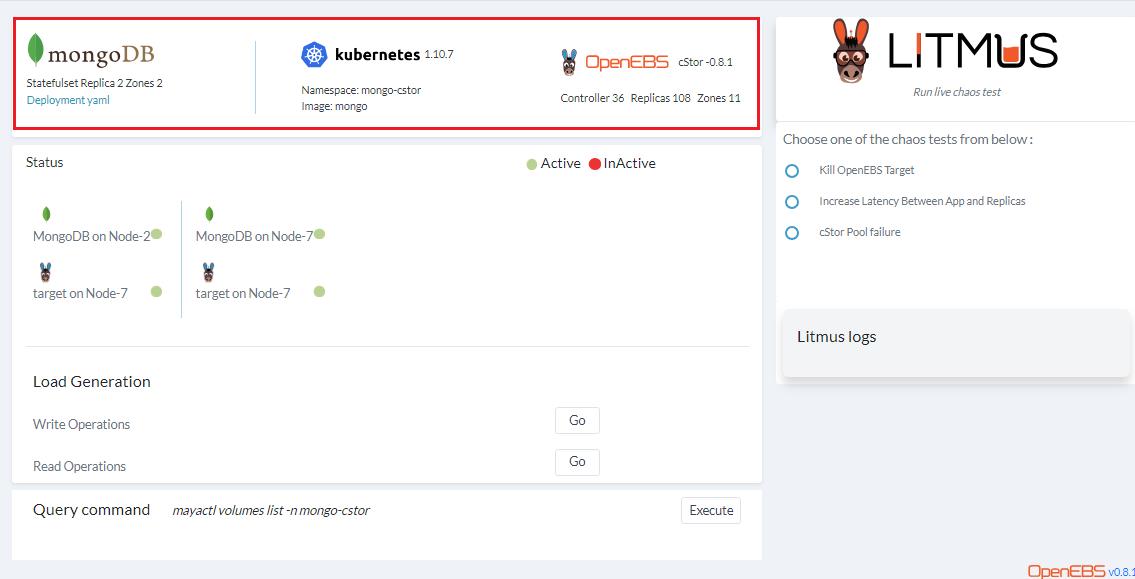 mongoDB
Statefulset Replica 2 Zones 2
Deployment yaml
kubernetes 1.10.7
Namespace: mongo-cstor
Image: mongo
OpenEBS cStor -0.8.1
Controller 36 Replicas 108 Zones 11
LITMUS
Run live chaos test
Status
Active InActive
MongoDB on Node-2
MongoDB on Node-7
target on Node-7
target on Node-7
Load Generation
Write Operations Go
Read Operations Go
Query command mayactl volumes list -n mongo-cstor Execute
Choose one of the chaos tests from below :
Kill OpenEBS Target
Increase Latency Between App and Replicas
cStor Pool failure
Litmus logs
OpenEBS v0.8.1